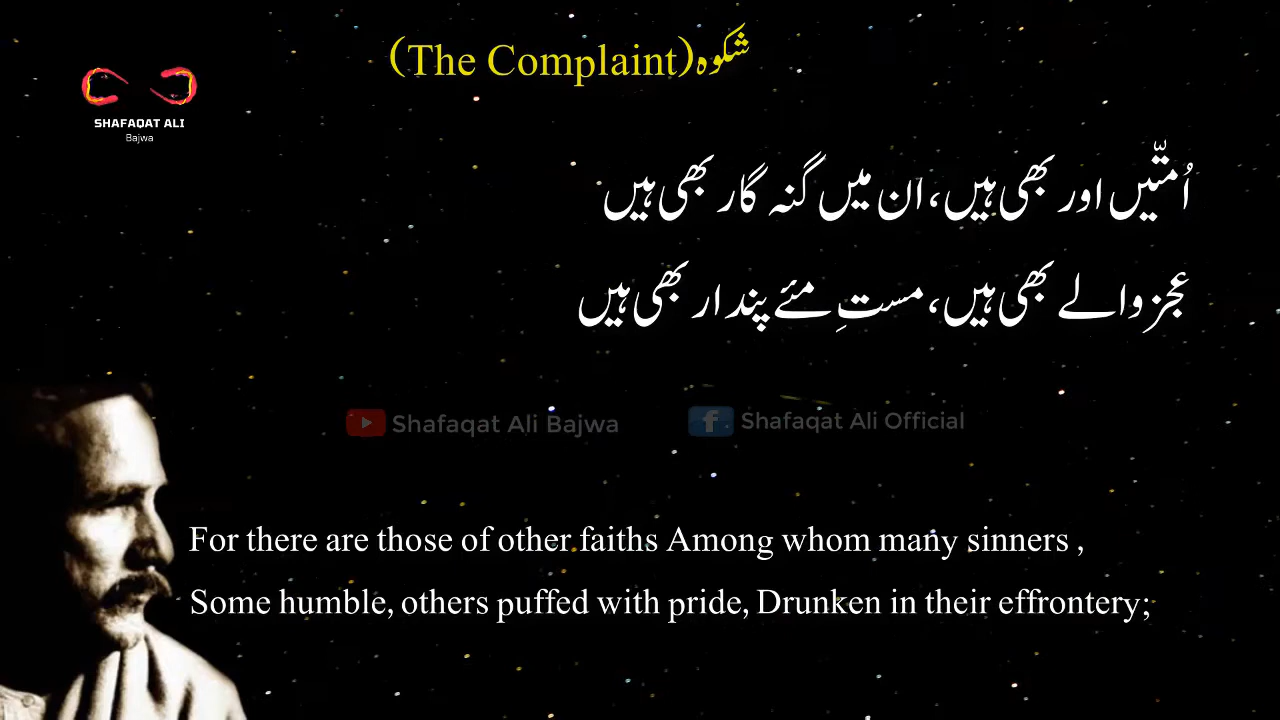 شکوہ(The Complaint)
SHAFAQAT ALI
Bajwa
اُمتّیں اور بھی ہیں، ان میں گنہ گار بھی ہیں
عجز والے بھی ہیں، مستِ مئے پندار بھی ہیں
Shafaqat Ali Bajwa
Shafaqat Ali Official
For there are those of other faiths Among whom many sinners ,
Some humble, others puffed with pride, Drunken in their effrontery;